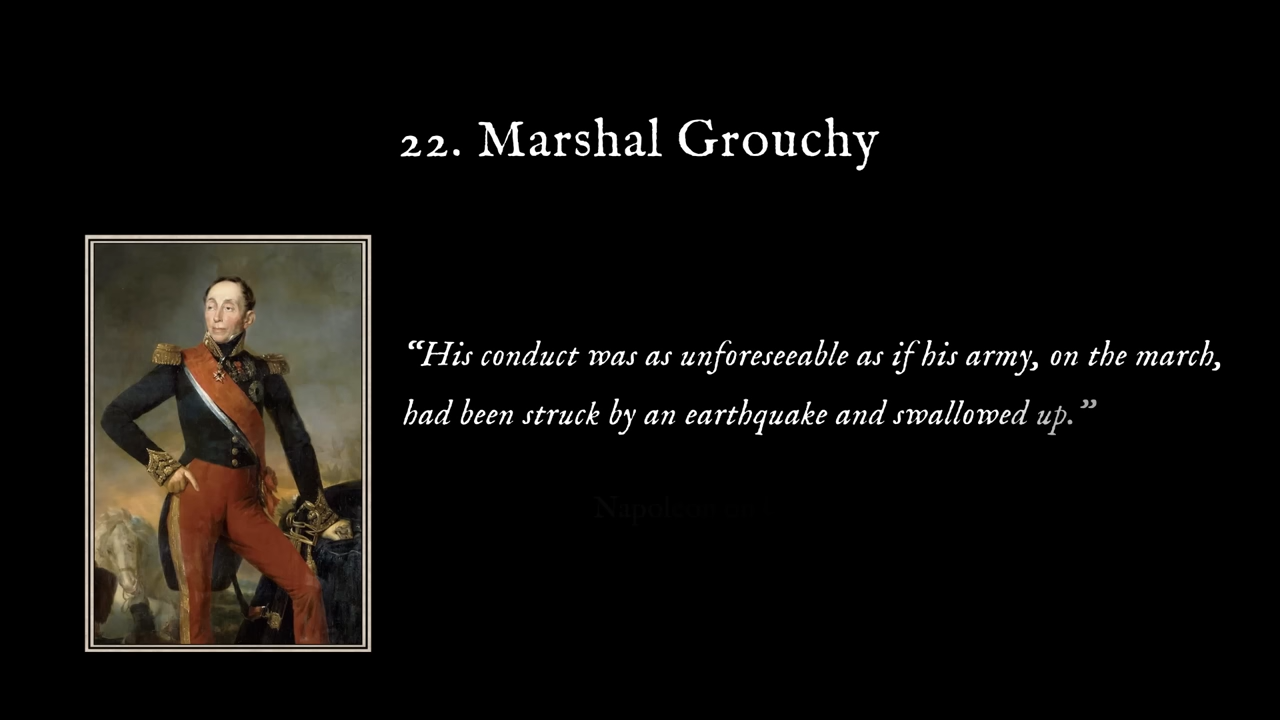 22. Marshal Grouchy
“His conduct was as unforeseeable as if his army, on the march,
had been struck by an earthquake and swallowed up.”
Napoleon